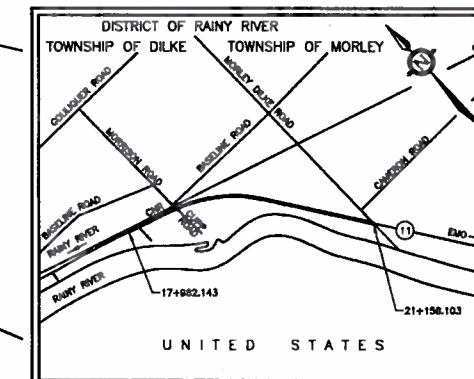 DISTRICT OF RAINY RIVER
TOWNSHIP OF DILKE TOWNSHIP OF MORLEY
COULIQUER ROAD
MORLEY DILKE ROAD
MORRISON ROAD
BASELINE ROAD
CAMERON ROAD
BASELINE ROAD
CNR
RAINY RIVER
11
EMO
RAINY RIVER
17+982.143
21+158.103
UNITED STATES